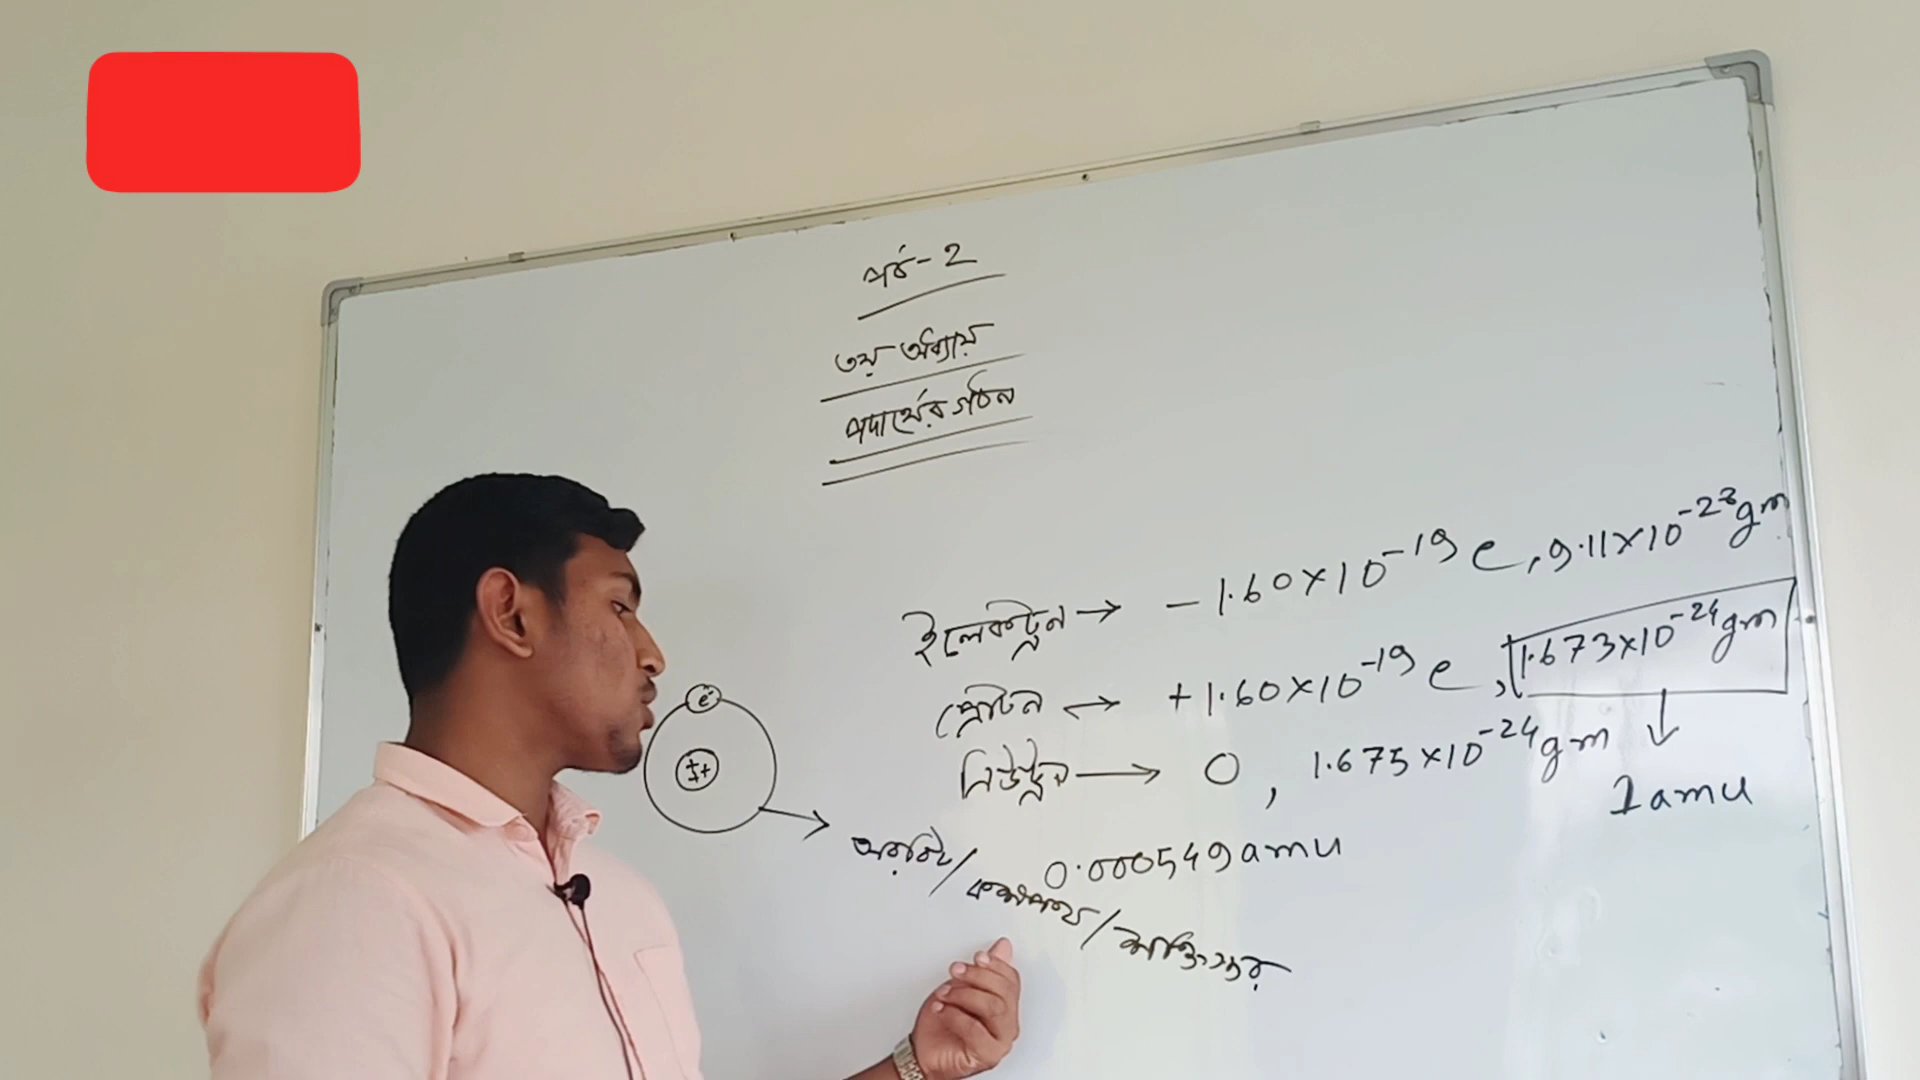 পর্ব-2
৩য় অধ্যায়
পদার্থের গঠন
ইলেকট্রন → - 1.60×10⁻¹⁹ e, 9.11×10⁻²⁸ gm
প্রোটন → +1.60×10⁻¹⁹ e, 1.673×10⁻²⁴ gm
নিউট্রন → 0, 1.675×10⁻²⁴ gm
1 amu
0.000549 amu
e⁻
+ + +
অরবিট/কক্ষপথ/শক্তিস্তর